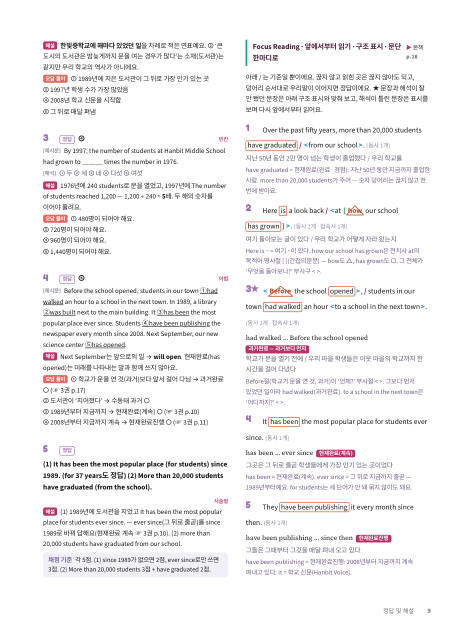 해설 한빛중학교에 해마다 있었던 일을 차례로 적은 연표예요. ② '큰
도시의 도서관은 밤늦게까지 문을 여는 경우가 많다'는 소재(도서관)는
같지만 우리 학교의 역사가 아니에요.
오답 풀이 ① 1989년에 지은 도서관이 그 뒤로 가장 인기 있는 곳
③ 1997년 학생 수가 가장 많았음
④ 2008년 학교 신문을 시작함
⑤ 그 뒤로 매달 펴냄
3 정답 ⑤ 빈칸
[예시문] By 1997, the number of students at Hanbit Middle School
had grown to ______ times the number in 1976.
[해석] ① 두 ② 세 ③ 네 ④ 다섯 ⑤ 여섯
해설 1976년에 240 students로 문을 열었고, 1997년에 The number
of students reached 1,200 — 1,200 ÷ 240 = 5배. 두 해의 숫자를
이어야 풀려요.
오답 풀이 ① 480명이 되어야 해요.
② 720명이 되어야 해요.
③ 960명이 되어야 해요.
⑤ 1,440명이 되어야 해요.
4 정답 ⑤ 어법
[예시문] Before the school opened, students in our town ①had
walked an hour to a school in the next town. In 1989, a library
②was built next to the main building. It ③has been the most
popular place ever since. Students ④have been publishing the
newspaper every month since 2008. Next September, our new
science center ⑤has opened.
해설 Next September는 앞으로의 일 → will open. 현재완료(has
opened)는 미래를 나타내는 말과 함께 쓰지 않아요.
오답 풀이 ① 학교가 문을 연 것(과거)보다 앞서 걸어 다님 → 과거완료
○ (☞ 3권 p.17)
② 도서관이 '지어졌다' → 수동태 과거 ○
③ 1989년부터 지금까지 → 현재완료(계속) ○ (☞ 3권 p.10)
④ 2008년부터 지금까지 계속 → 현재완료진행 ○ (☞ 3권 p.11)
5 정답
(1) It has been the most popular place (for students) since
1989. (for 37 years도 정답) (2) More than 20,000 students
have graduated (from the school).
서술형
해설 (1) 1989년에 도서관을 지었고 It has been the most popular
place for students ever since. — ever since(그 뒤로 줄곧)를 since
1989로 바꿔 답해요(현재완료 계속 ☞ 3권 p.10). (2) more than
20,000 students have graduated from our school.
채점 기준 각 5점. (1) since 1989가 없으면 2점, ever since로만 쓰면
3점. (2) More than 20,000 students 3점 + have graduated 2점.
Focus Reading · 앞에서부터 읽기 · 구조 표시 · 문단 ▶ 본책
한마디로 p.18
아래 / 는 기준일 뿐이에요. 끊지 않고 읽힌 곳은 끊지 않아도 되고,
덩어리 순서대로 우리말이 이어지면 정답이에요. ★ 문장과 해석이 잘
안 됐던 문장은 아래 구조 표시와 맞춰 보고, 해석이 틀린 문장은 표시를
보며 다시 앞에서부터 읽어요.
1 Over the past fifty years, more than 20,000 students
have graduated / <from our school>. (동사 1개)
지난 50년 동안 2만 명이 넘는 학생이 졸업했다 / 우리 학교를
have graduated = 현재완료(완료 · 경험): 지난 50년 동안 지금까지 졸업한
사람. more than 20,000 students가 주어 — 숫자 덩어리는 끊지 않고 한
번에 받아요.
2 Here is a look back / <at [ how our school
has grown ] >. (동사 2개 · 접속사 1개)
여기 돌아보는 글이 있다 / 우리 학교가 어떻게 자라 왔는지
Here is ~ = 여기 ~이 있다. how our school has grown은 전치사 at의
목적어 명사절 [ ](간접의문문) — how도 △, has grown도 □. 그 전체가
'무엇을 돌아보나?' 부사구 < >.
3★ < Before the school opened >, / students in our
town had walked an hour <to a school in the next town>.
(동사 2개 · 접속사 1개)
had walked ... Before the school opened
과거완료 — 과거보다 먼저
학교가 문을 열기 전에 / 우리 마을 학생들은 이웃 마을의 학교까지 한
시간을 걸어 다녔다
Before절(학교가 문을 연 것, 과거)이 '언제?' 부사절 < >. 그보다 먼저
있었던 일이라 had walked(과거완료). to a school in the next town은
'어디까지?' < >.
4 It has been the most popular place for students ever
since. (동사 1개)
has been ... ever since 현재완료(계속)
그곳은 그 뒤로 줄곧 학생들에게 가장 인기 있는 곳이었다
has been = 현재완료(계속). ever since = 그 뒤로 지금까지 줄곧 —
1989년부터예요. for students는 세 단어가 안 돼 묶지 않아도 돼요.
5 They have been publishing it every month since
then. (동사 1개)
have been publishing ... since then 현재완료진행
그들은 그때부터 그것을 매달 펴내 오고 있다
have been publishing = 현재완료진행: 2008년부터 지금까지 계속
펴내고 있다. it = 학교 신문(Hanbit Voice).
정답 및 해설 9